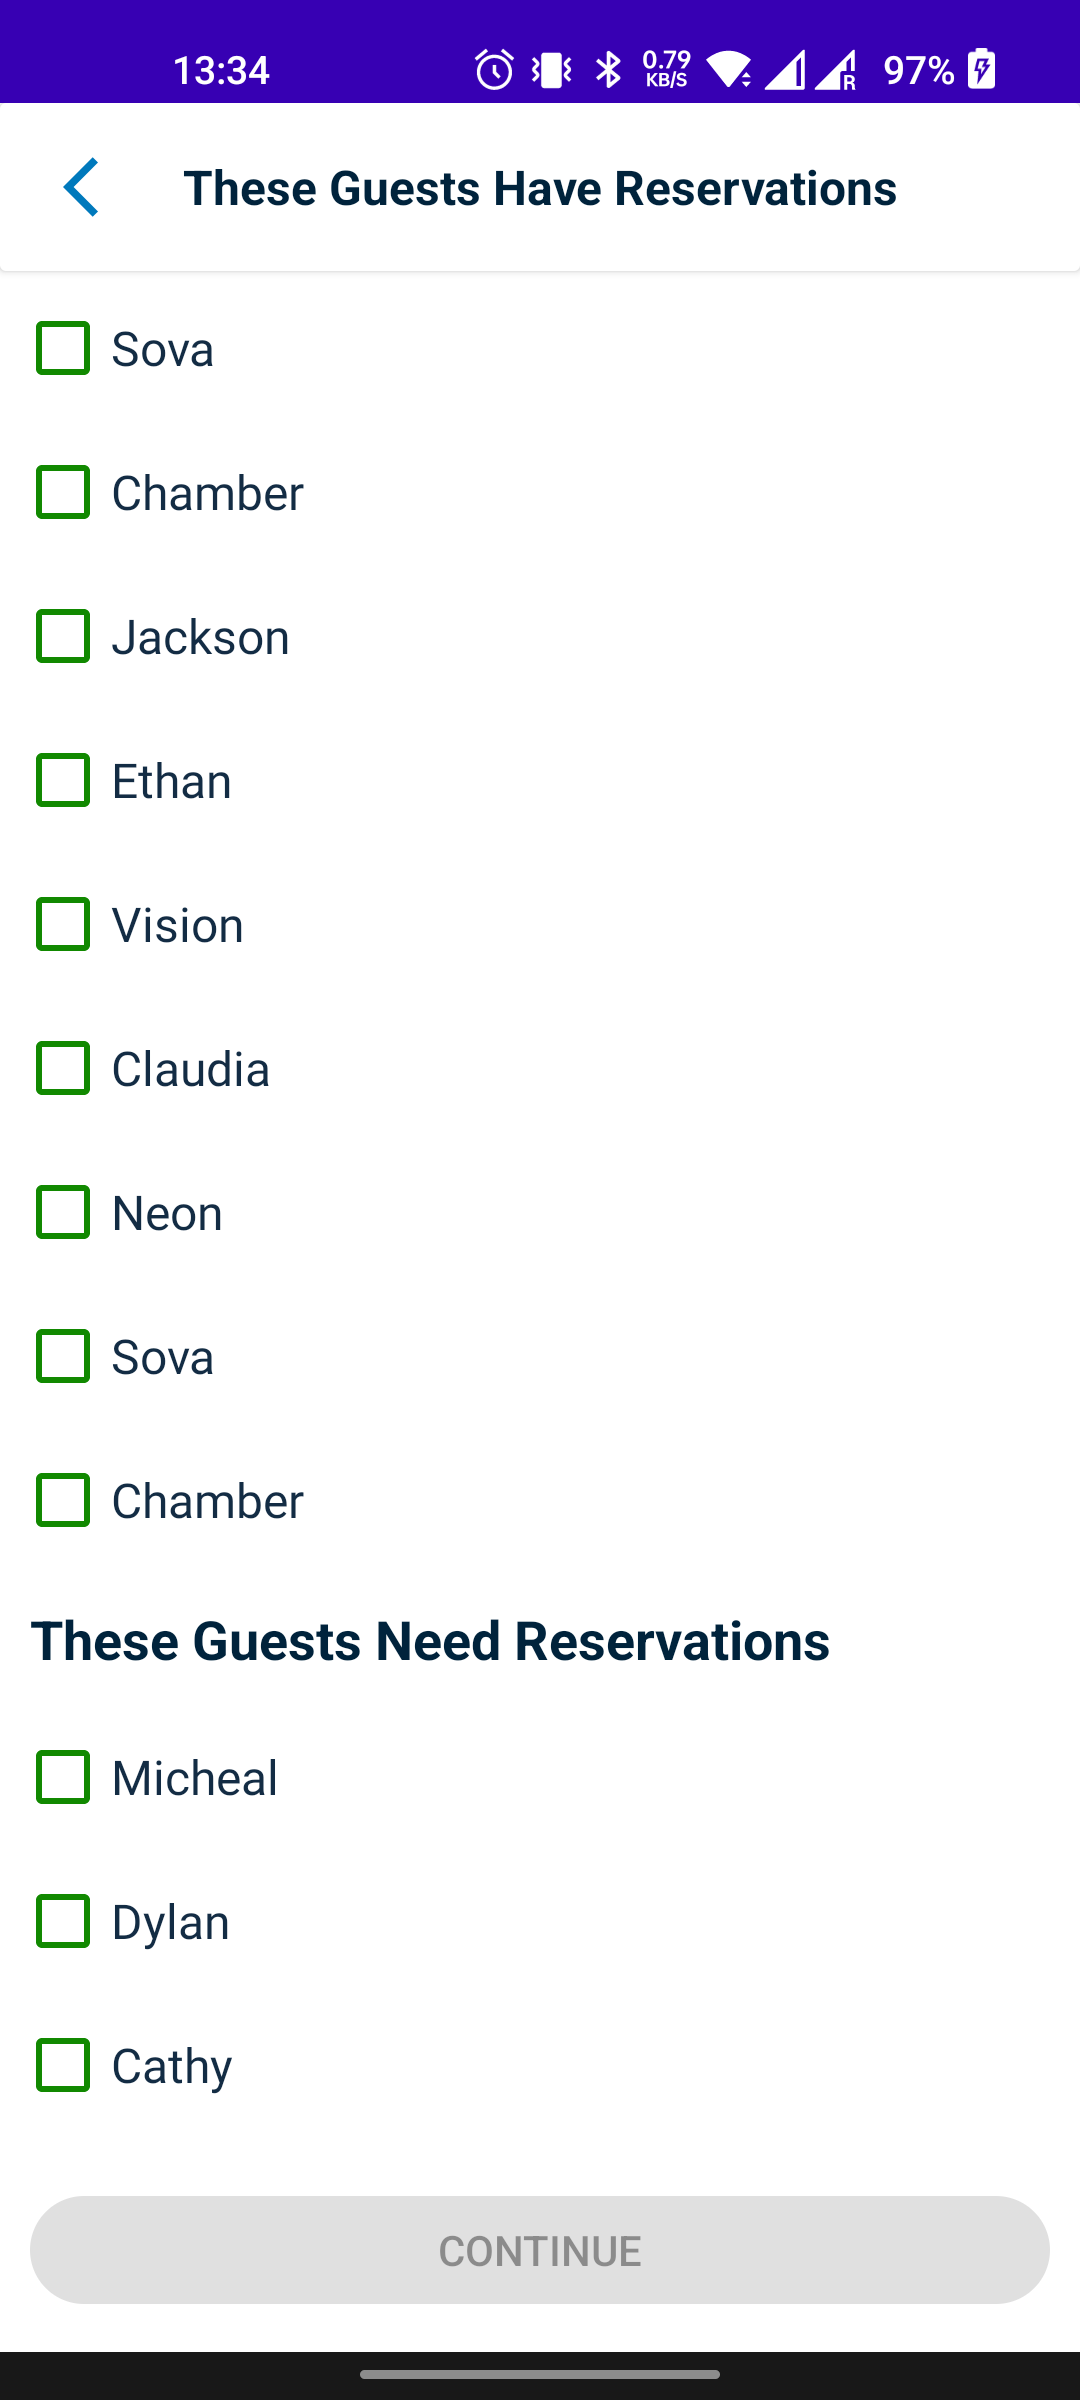 13:34 0.79 KB/S R 97%
These Guests Have Reservations
Sova
Chamber
Jackson
Ethan
Vision
Claudia
Neon
Sova
Chamber
These Guests Need Reservations
Micheal
Dylan
Cathy
CONTINUE